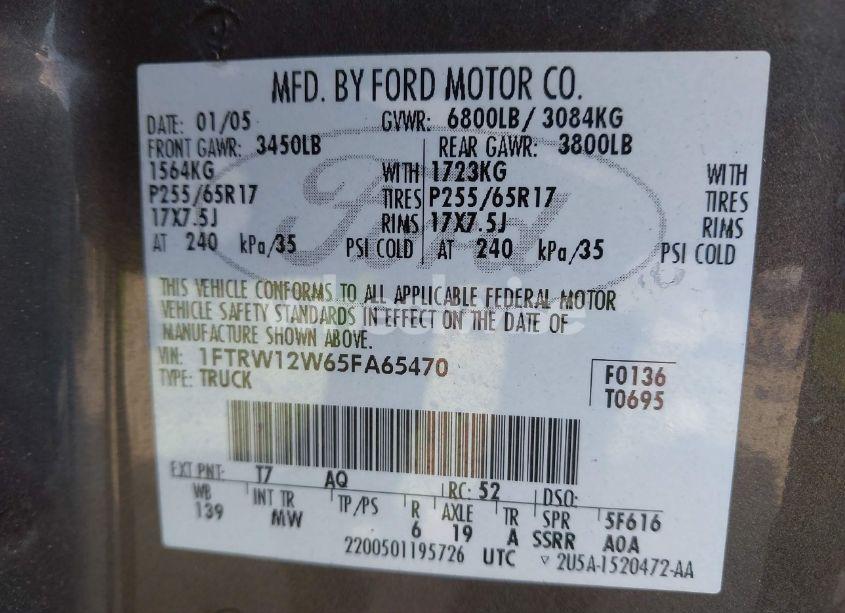 MFD. BY FORD MOTOR CO.
DATE: 01/05 GVWR: 6800LB/ 3084KG
FRONT GAWR: 3450LB REAR GAWR: 3800LB
1564KG WITH 1723KG WITH
P255/65R17 TIRES P255/65R17 TIRES
17X7.5J RIMS 17X7.5J RIMS
AT 240 kPa/35 PSI COLD AT 240 kPa/35 PSI COLD
Ford
THIS VEHICLE CONFORMS TO ALL APPLICABLE FEDERAL MOTOR
VEHICLE SAFETY STANDARDS IN EFFECT ON THE DATE OF
MANUFACTURE SHOWN ABOVE.
VIN: 1FTRW12W65FA65470
TYPE: TRUCK
F0136
T0695
EXT PNT: T7 AQ RC: 52 DSO:
WB INT TR TP/PS R AXLE TR SPR 5F616
139 MW 6 19 A SSRR A0A
2200501195726 UTC ▽ 2U5A-1520472-AA